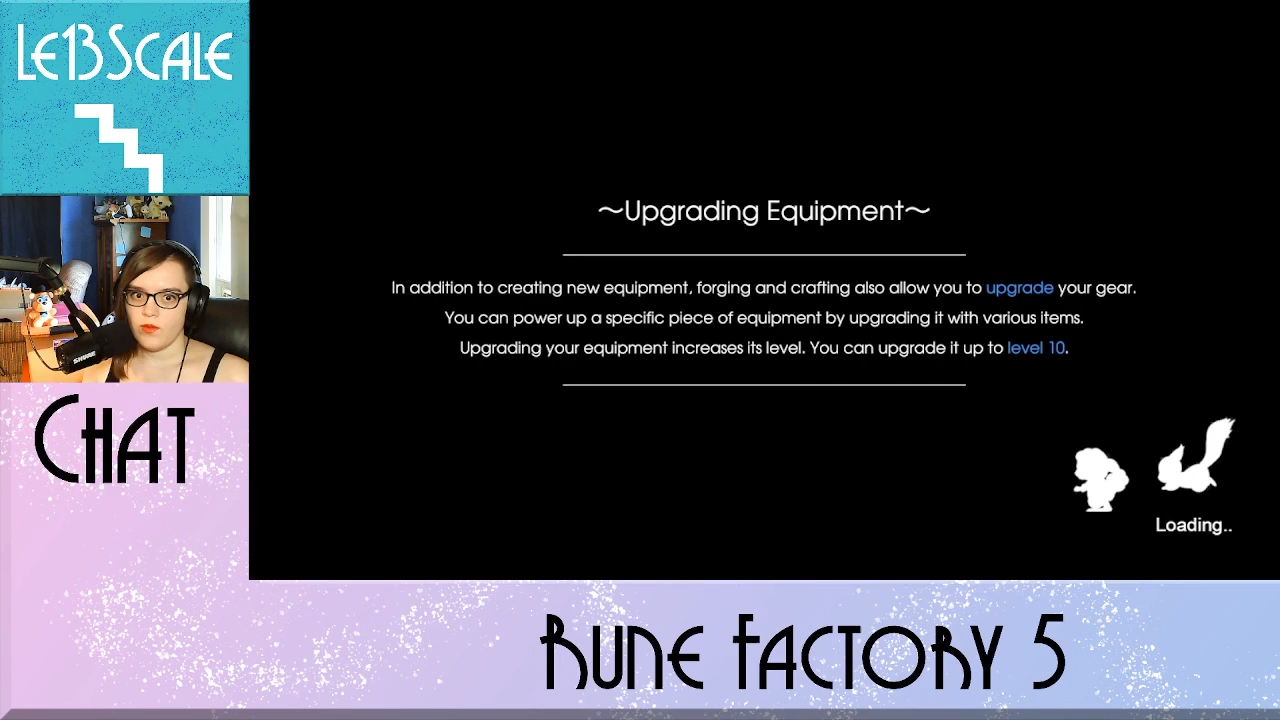 Le13Scale
SHURE
Chat
~Upgrading Equipment~
In addition to creating new equipment, forging and crafting also allow you to upgrade your gear.
You can power up a specific piece of equipment by upgrading it with various items.
Upgrading your equipment increases its level. You can upgrade it up to level 10.
Loading..
Rune Factory 5